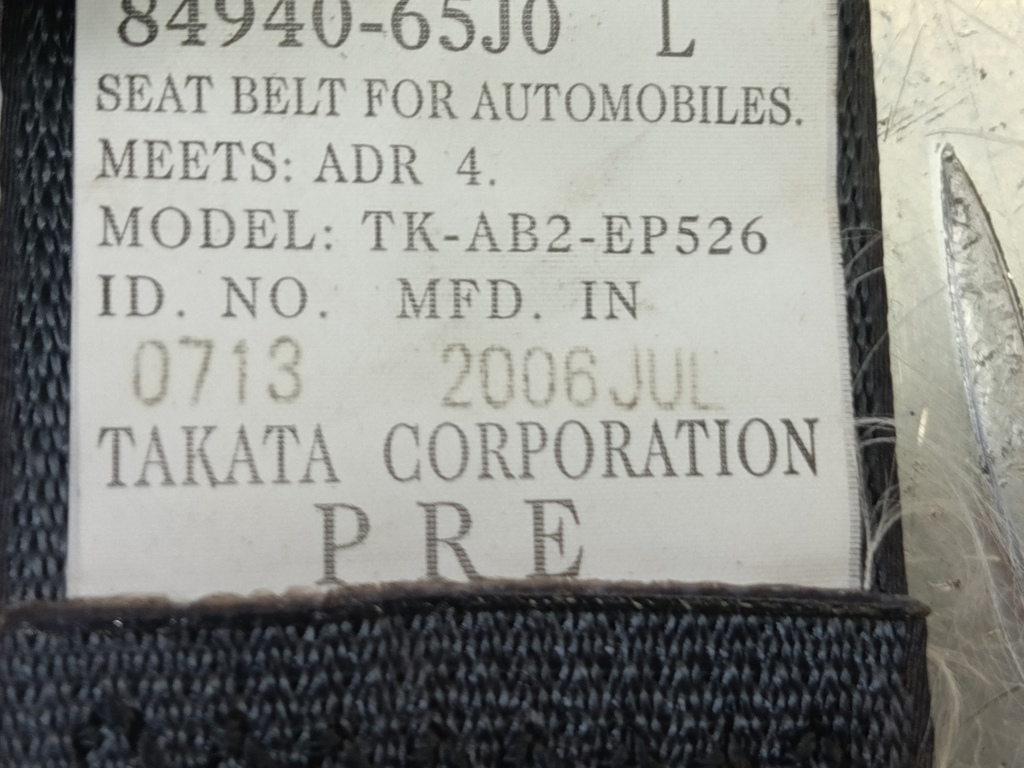 84940-65J0 L
SEAT BELT FOR AUTOMOBILES.
MEETS: ADR 4.
MODEL: TK-AB2-EP526
ID. NO. MFD. IN
0713 2006JUL
TAKATA CORPORATION
PRE